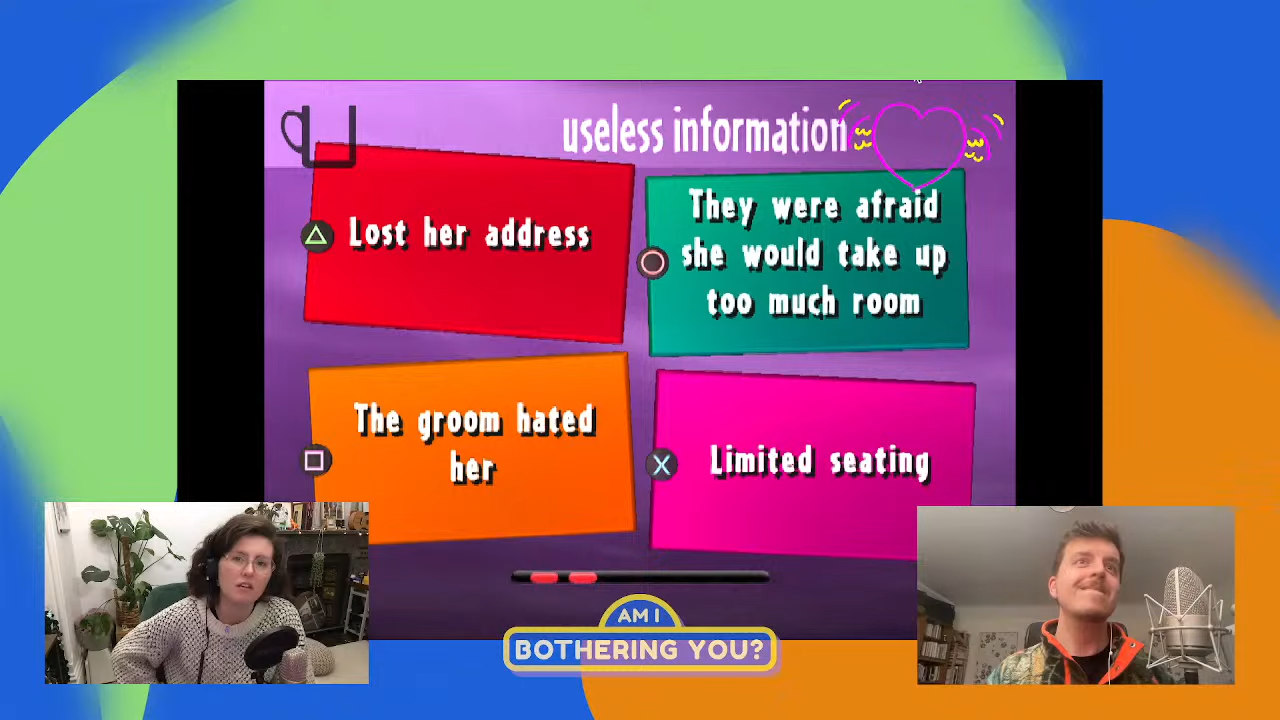 useless information
Lost her address
They were afraid
she would take up
too much room
The groom hated
her
Limited seating
AM I
BOTHERING YOU?